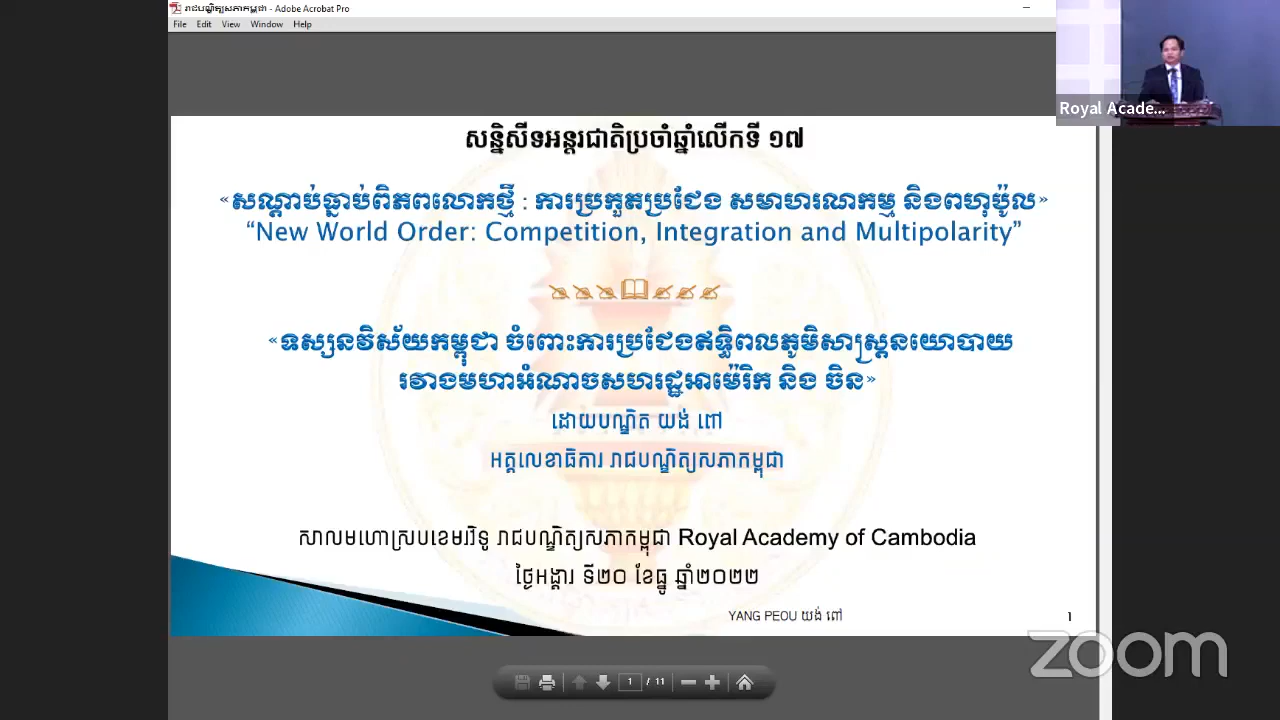 រាជបណ្ឌិត្យសភាកម្ពុជា - Adobe Acrobat Pro
File Edit View Window Help
Royal Acade...
សន្និសីទអន្តរជាតិប្រចាំឆ្នាំលើកទី ១៧
«សណ្តាប់ធ្នាប់ពិភពលោកថ្មី : ការប្រកួតប្រជែង សមាហរណកម្ម និងពហុប៉ូល»
“New World Order: Competition, Integration and Multipolarity”
«ទស្សនវិស័យកម្ពុជា ចំពោះការប្រជែងឥទ្ធិពលភូមិសាស្ត្រនយោបាយ
រវាងមហាអំណាចសហរដ្ឋអាម៉េរិក និង ចិន»
ដោយបណ្ឌិត យង់ ពៅ
អគ្គលេខាធិការ រាជបណ្ឌិត្យសភាកម្ពុជា
សាលមហោស្រពខេមរវិទូ រាជបណ្ឌិត្យសភាកម្ពុជា Royal Academy of Cambodia
ថ្ងៃអង្គារ ទី២០ ខែធ្នូ ឆ្នាំ២០២២
YANG PEOU យង់ ពៅ 1
zoom
1 / 11